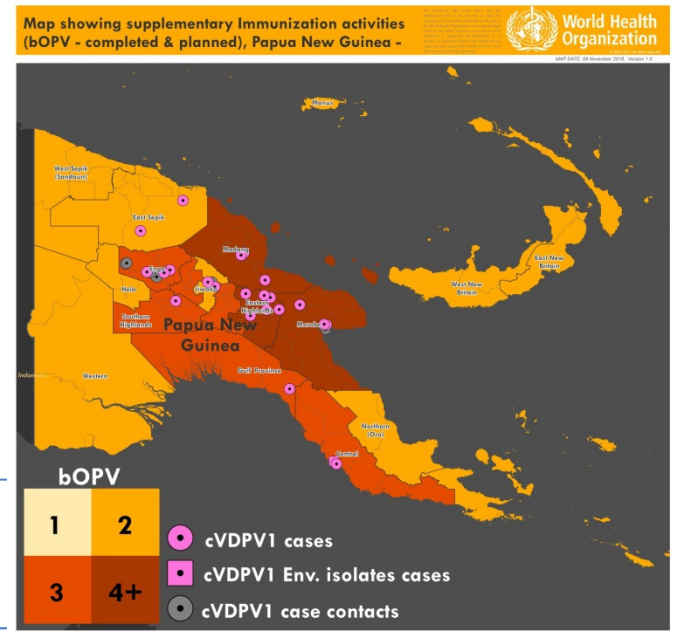 Map showing supplementary Immunization activities
(bOPV - completed & planned), Papua New Guinea -
World Health
Organization
MAP DATE: 09 November 2018. Version 1.0
Manus
West Sepik
(Sandaun)
East Sepik
Madang
Enga
Hela
Jiwaka
Eastern
Highlands
Southern
Highlands
Papua New
Guinea
Morobe
East New
Britain
West New
Britain
Gulf Province
Indonesia
Western
Northern
(Oro)
Central
bOPV
1
2
3
4+
cVDPV1 cases
cVDPV1 Env. isolates cases
cVDPV1 case contacts